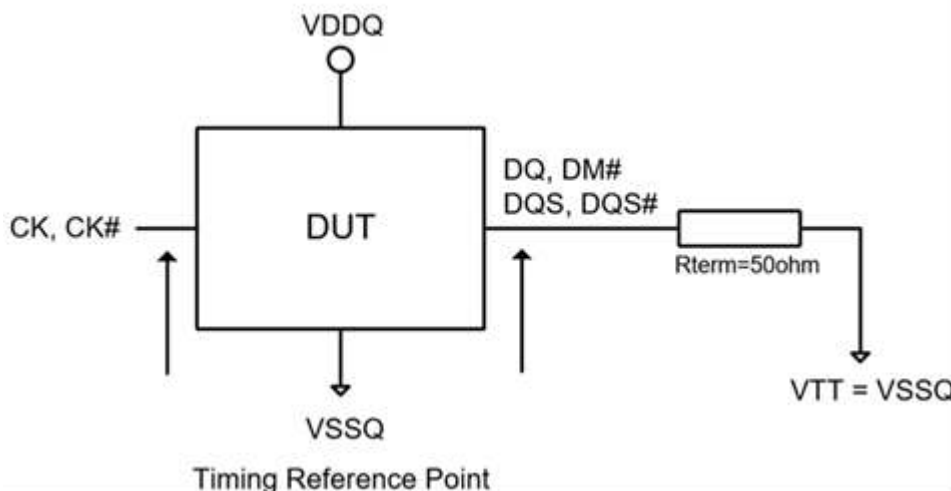 VDDQ
DQ, DM#
DQS, DQS#
CK, CK#
DUT
Rterm=50ohm
VTT = VSSQ
VSSQ
Timing Reference Point